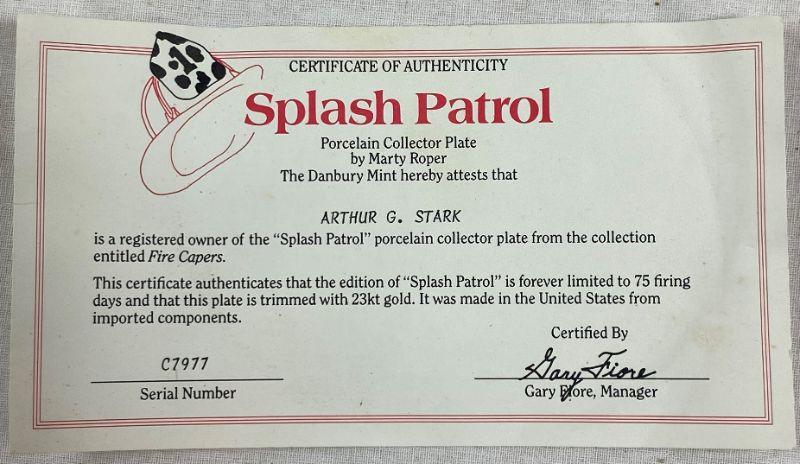 CERTIFICATE OF AUTHENTICITY
Splash Patrol
Porcelain Collector Plate
by Marty Roper
The Danbury Mint hereby attests that
ARTHUR G. STARK
is a registered owner of the "Splash Patrol" porcelain collector plate from the collection
entitled Fire Capers.
This certificate authenticates that the edition of "Splash Patrol" is forever limited to 75 firing
days and that this plate is trimmed with 23kt gold. It was made in the United States from
imported components.
Certified By
C7977
Gary Fiore
Serial Number
Gary Fiore, Manager